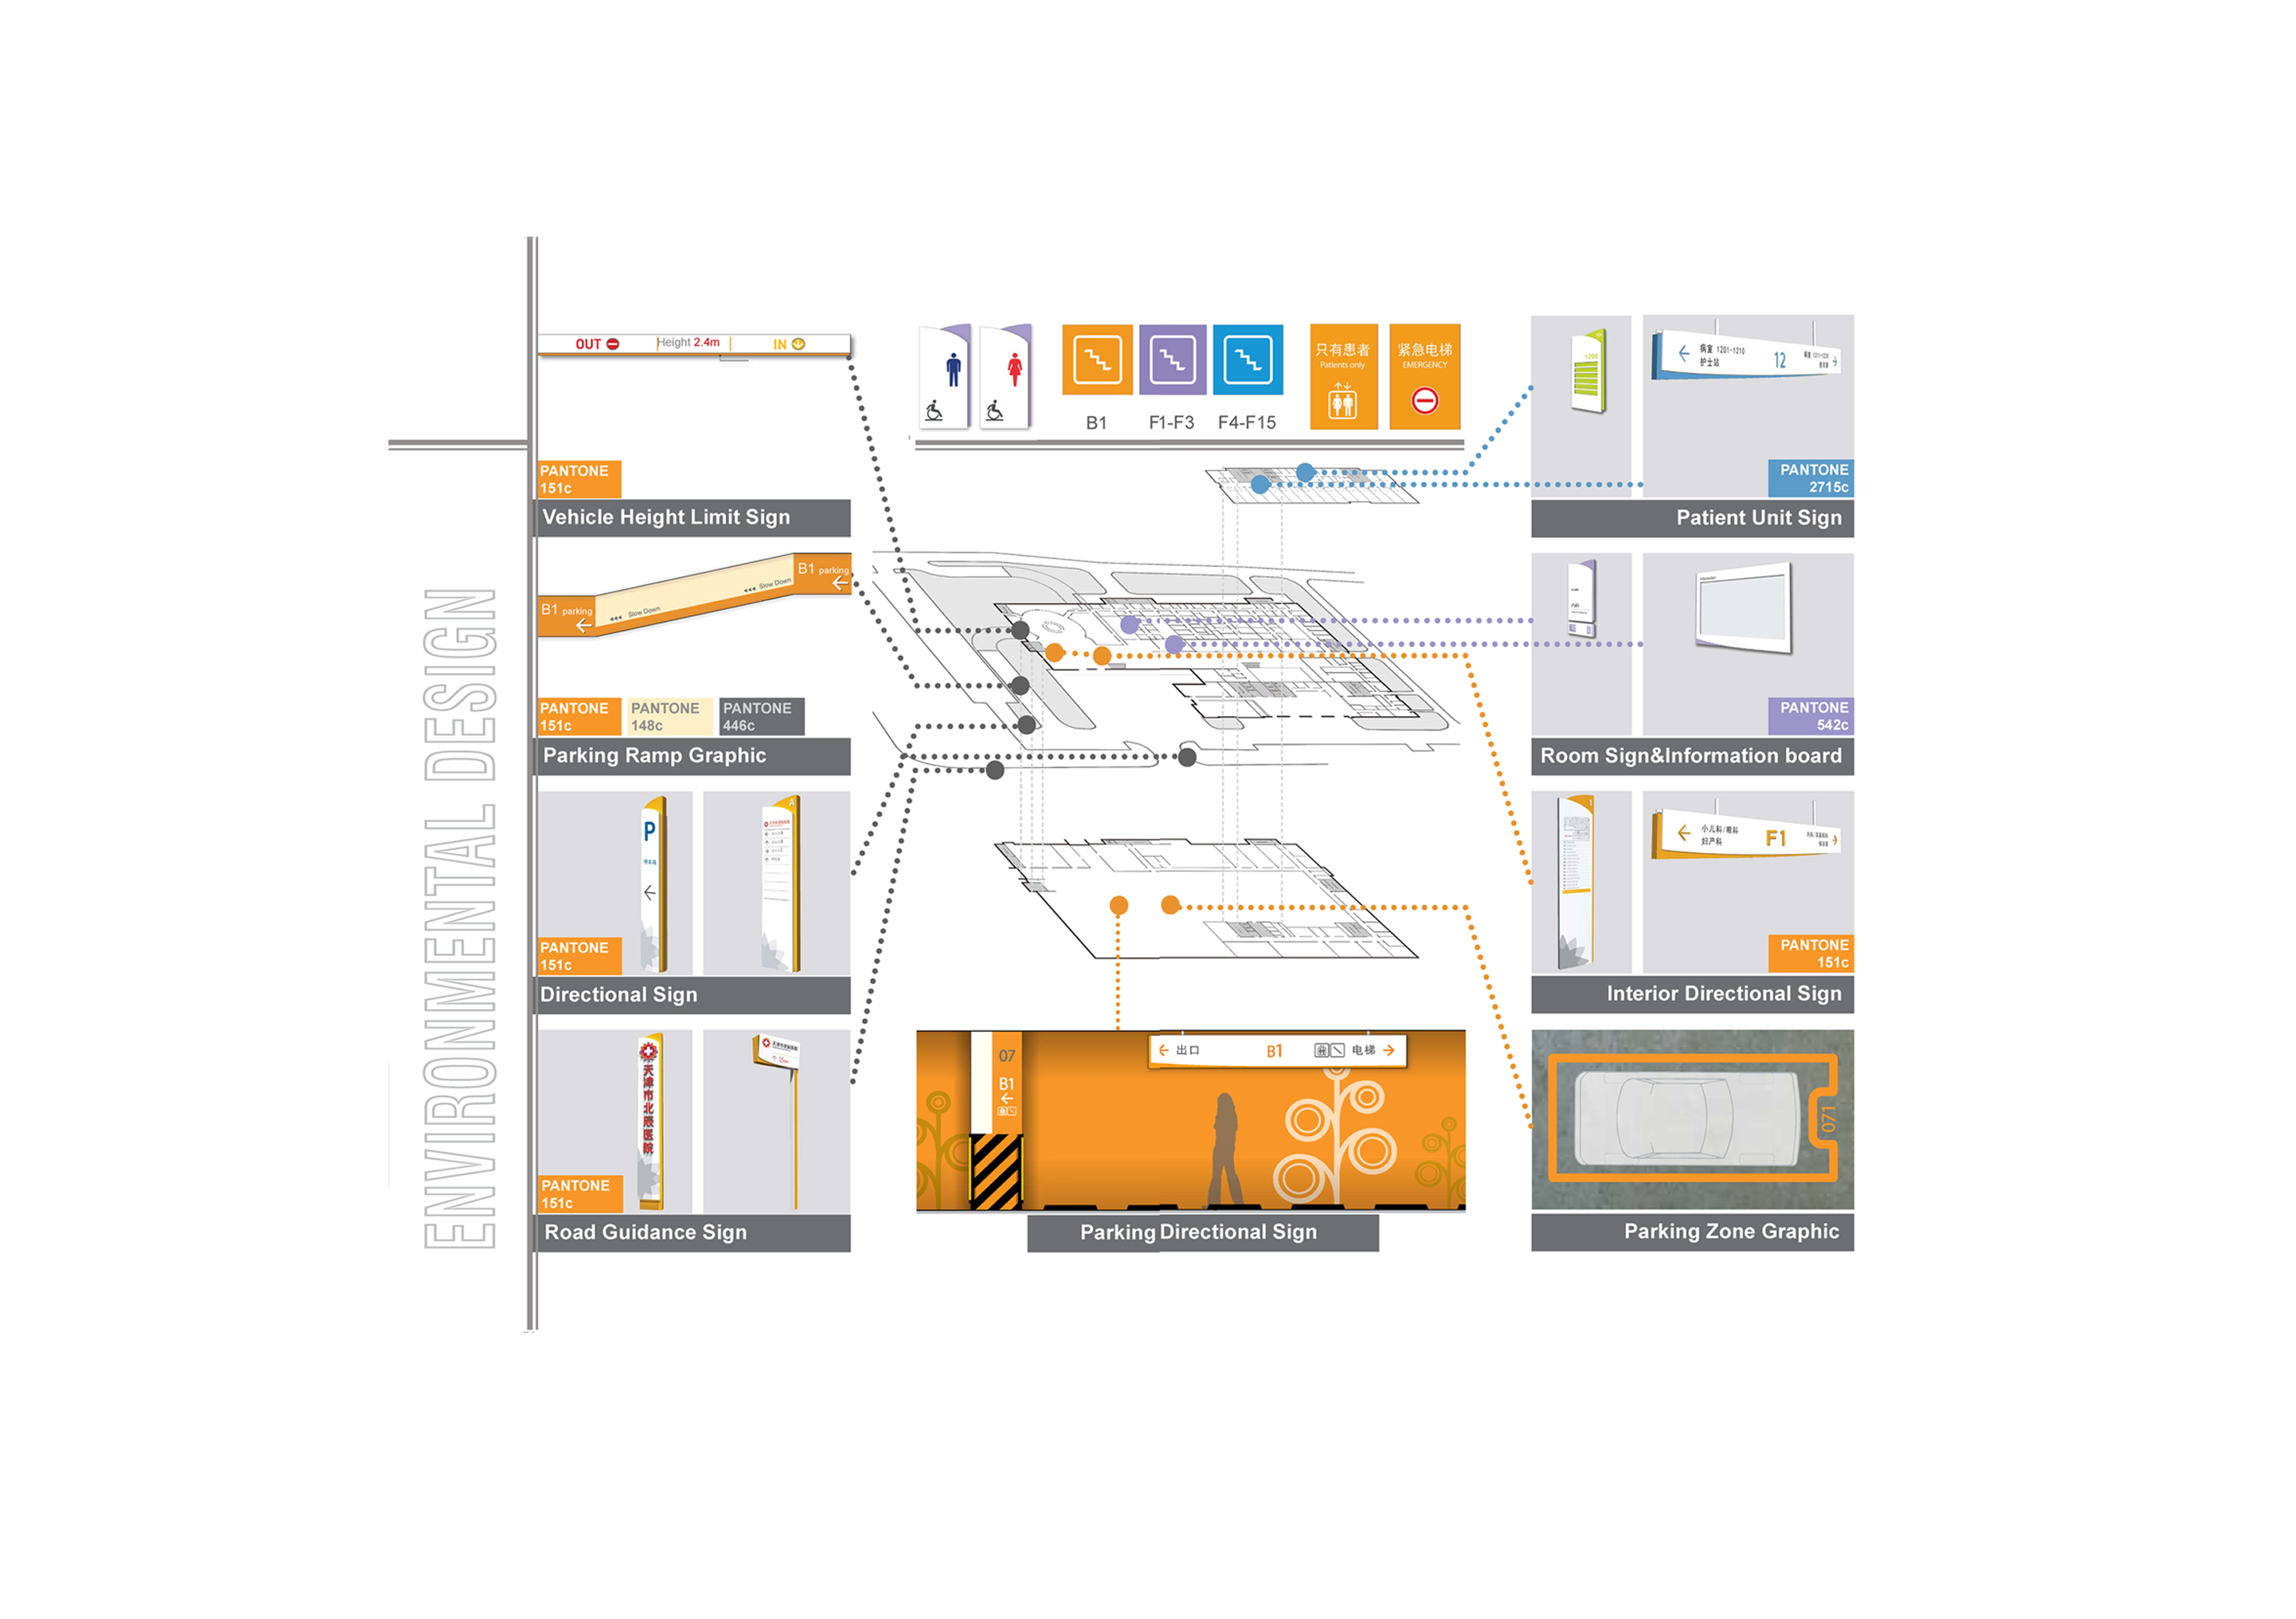 ENVIRONMENTAL DESIGN
OUT
Height 2.4m
IN
PANTONE
151c
Vehicle Height Limit Sign
B1 parking
Slow Down
Slow Down
B1 parking
PANTONE
151c
PANTONE
148c
PANTONE
446c
Parking Ramp Graphic
P
停车场
A
PANTONE
151c
Directional Sign
天津市北辰医院
PANTONE
151c
Road Guidance Sign
B1
F1-F3
F4-F15
只有患者
Patients only
紧急电梯
EMERGENCY
07
B1
出口
B1
电梯
Parking Directional Sign
病室 1201-1210
护士站
12
PANTONE
2715c
Patient Unit Sign
PANTONE
542c
Room Sign&Information board
1
小儿科/眼科
妇产科
F1
PANTONE
151c
Interior Directional Sign
071
Parking Zone Graphic